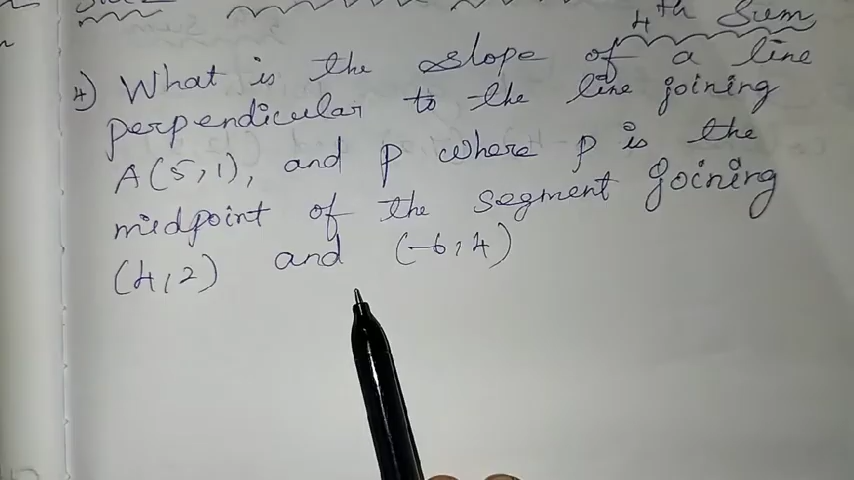 4th Sum
4) What is the slope of a line
perpendicular to the line joining
A(5,1), and p where p is the
midpoint of the segment joining
(4,2) and (-6,4)